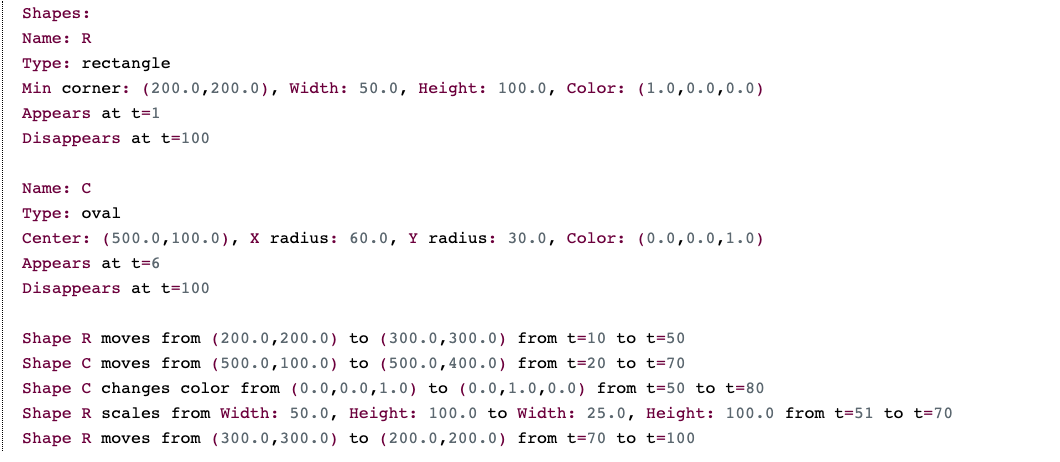 Shapes:
Name: R
Type: rectangle
Min corner: (200.0,200.0), Width: 50.0, Height: 100.0, Color: (1.0,0.0,0.0)
Appears at t=1
Disappears at t=100
Name: C
Type: oval
Center: (500.0,100.0), X radius: 60.0, Y radius: 30.0, Color: (0.0,0.0,1.0)
Appears at t=6
Disappears at t=100
Shape R moves from (200.0,200.0) to (300.0,300.0) from t=10 to t=50
Shape C moves from (500.0,100.0) to (500.0,400.0) from t=20 to t=70
Shape C changes color from (0.0,0.0,1.0) to (0.0,1.0,0.0) from t=50 to t=80
Shape R scales from Width: 50.0, Height: 100.0 to Width: 25.0, Height: 100.0 from t=51 to t=70
Shape R moves from (300.0,300.0) to (200.0,200.0) from t=70 to t=100